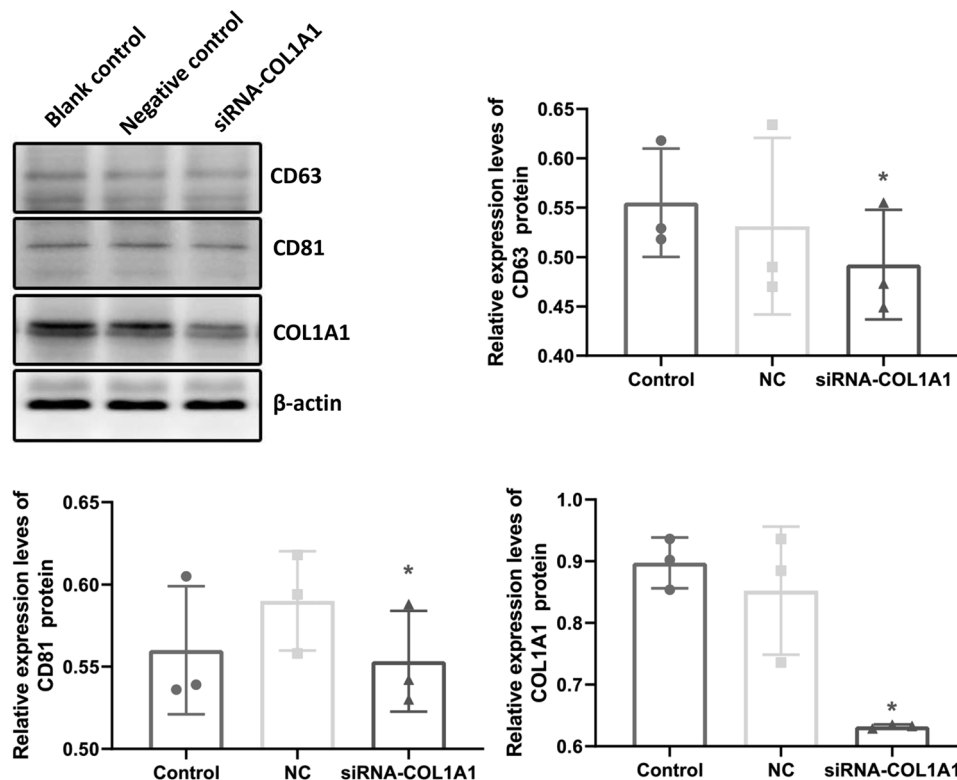 Blank control
Negative control
siRNA-COL1A1
CD63
CD81
COL1A1
β-actin
Relative expression leves of
CD63 protein
0.65
0.60
0.55
0.50
0.45
0.40
*
Control
NC
siRNA-COL1A1
Relative expression leves of
CD81 protein
0.65
0.60
0.55
0.50
*
Control
NC
siRNA-COL1A1
Relative expression leves of
COL1A1 protein
1.0
0.9
0.8
0.7
0.6
*
Control
NC
siRNA-COL1A1